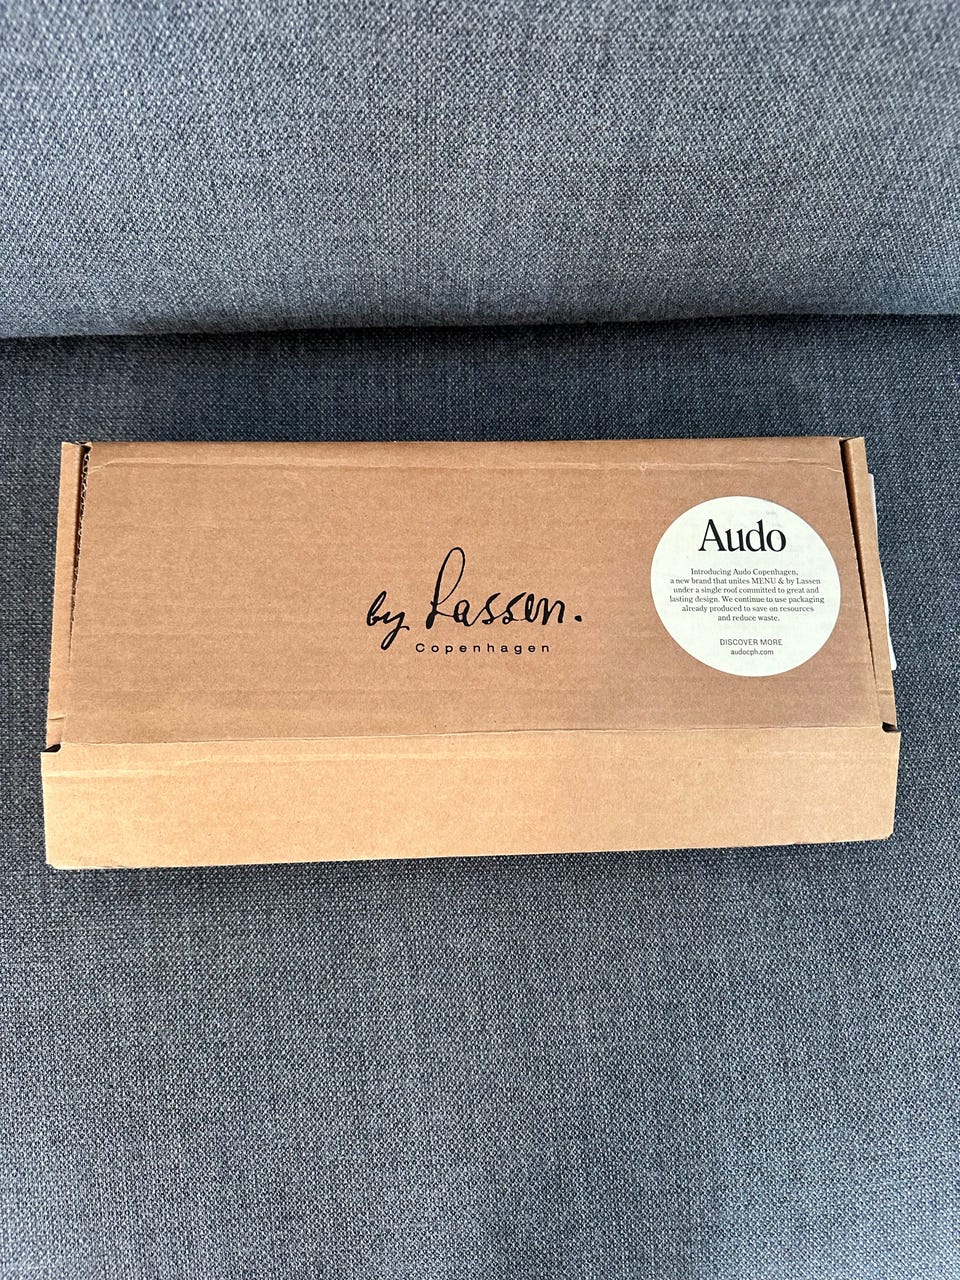 by Lassen.
Copenhagen
Audo
Introducing Audo Copenhagen,
a new brand that unites MENU & by Lassen
under a single roof committed to great and
lasting design. We continue to use packaging
already produced to save on resources
and reduce waste.
DISCOVER MORE
audocph.com